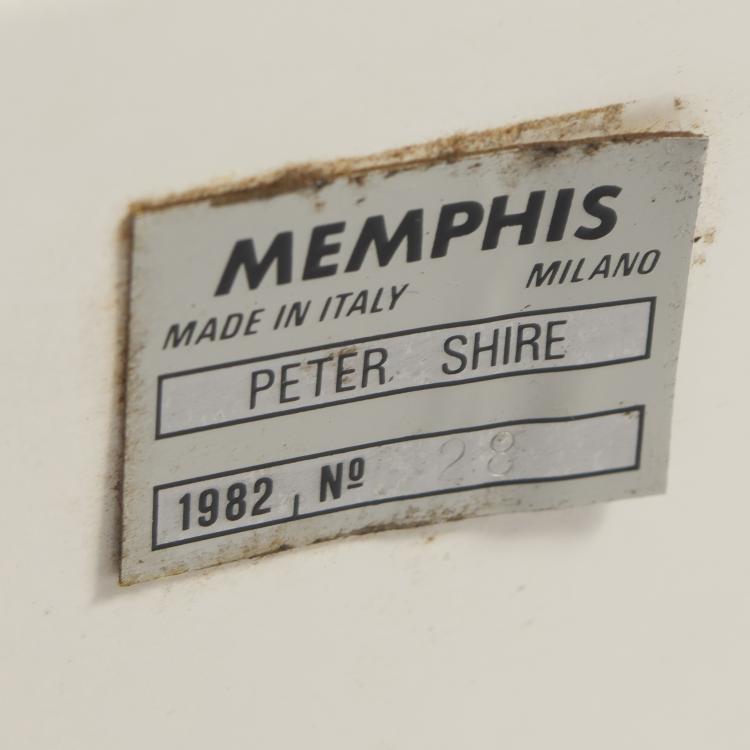 MEMPHIS
MILANO
MADE IN ITALY
PETER SHIRE
1982 Nº 28